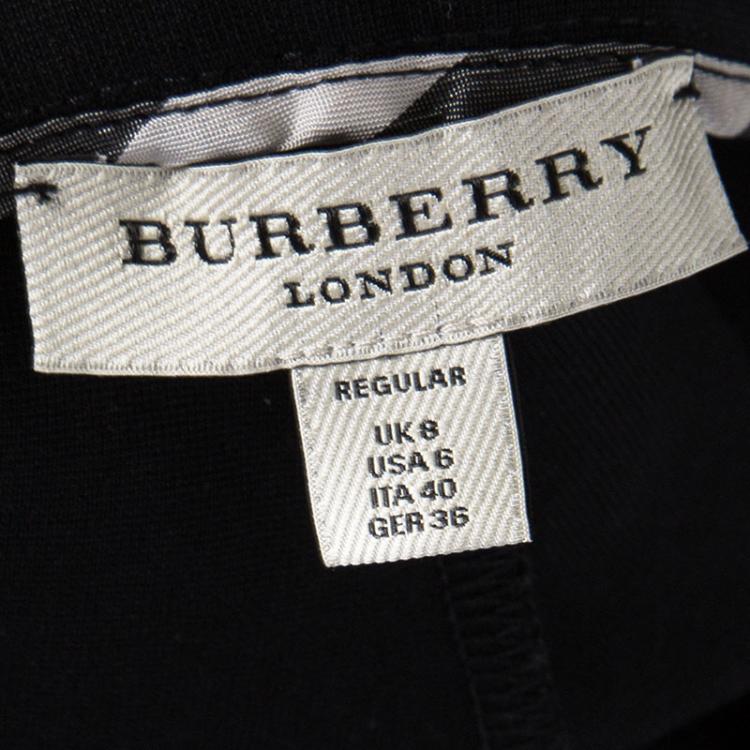 BURBERRY
LONDON
REGULAR
UK 8
USA 6
ITA 40
GER 36